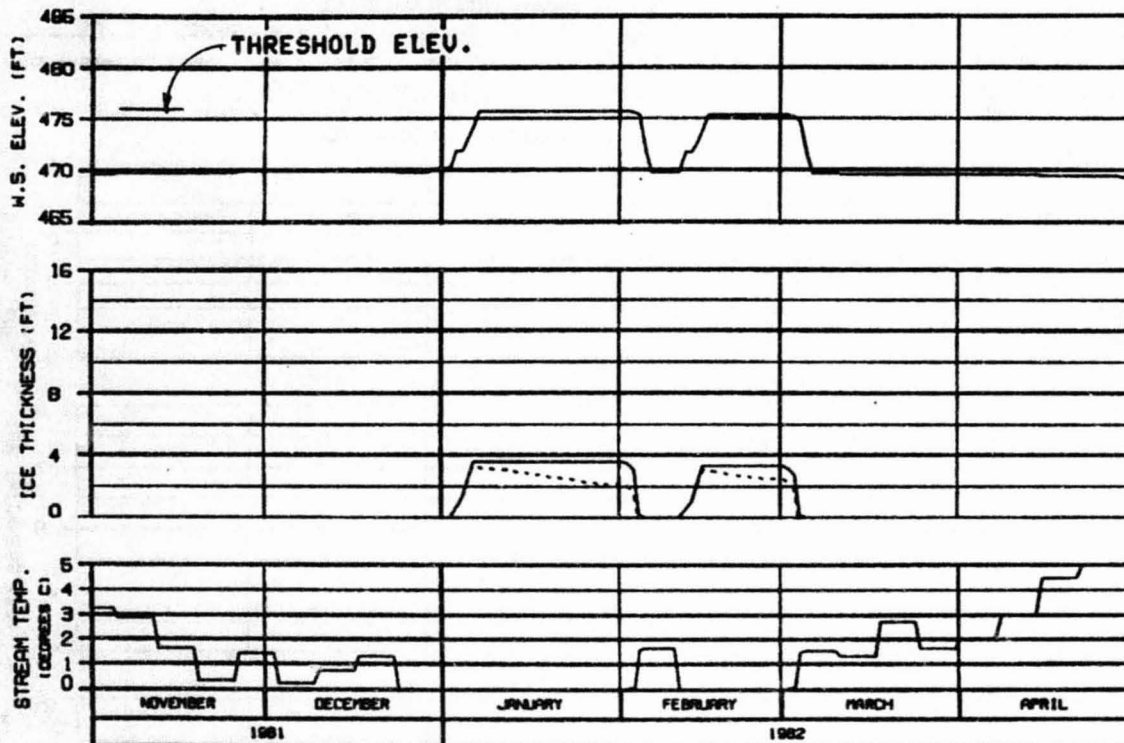 485
480
475
470
465
W.S. ELEV. (FT)
THRESHOLD ELEV.
16
12
8
4
0
ICE THICKNESS (FT)
5
4
3
2
1
0
STREAM TEMP.
(DEGREES C)
NOVEMBER DECEMBER JANUARY FEBRUARY MARCH APRIL
1981 1982